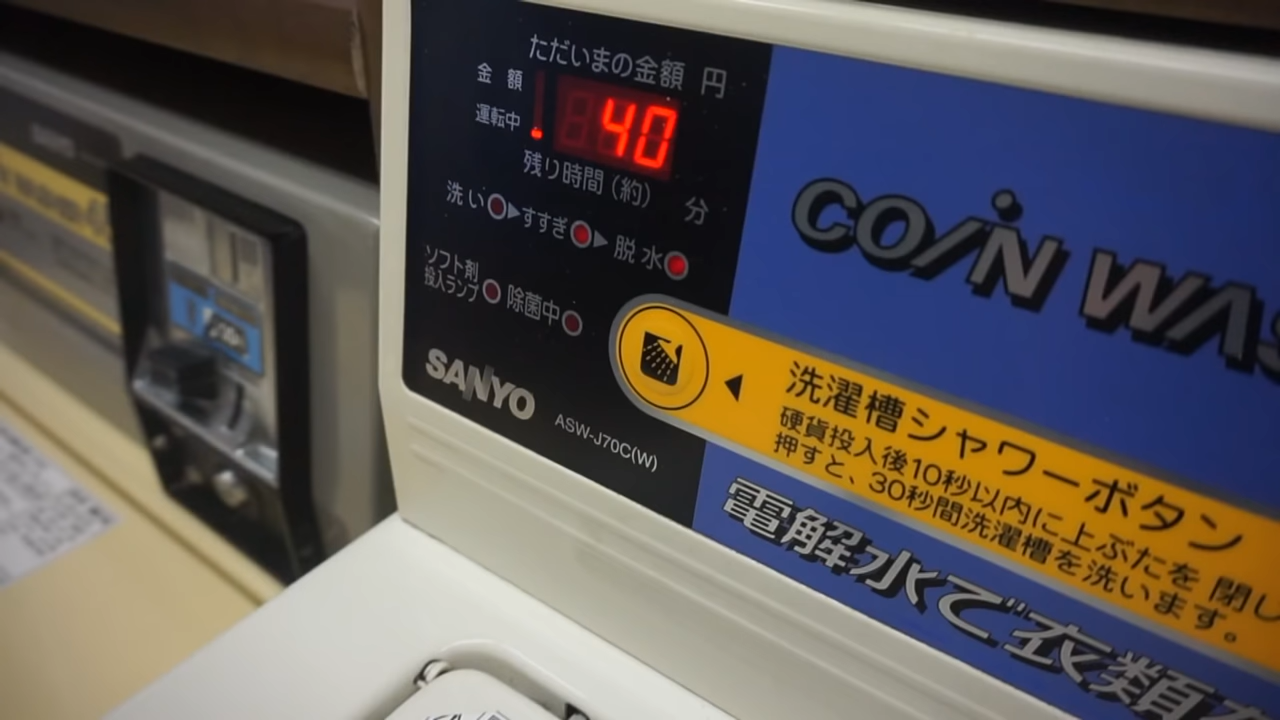 ただいまの金額 円
金額
運転中
40
残り時間(約) 分
洗い すすぎ 脱水
ソフト剤
投入ランプ 除菌中
SANYO
ASW-J70C(W)
COIN WAS
洗濯槽シャワーボタン
硬貨投入後10秒以内に上ぶたを 閉じ
押すと、30秒間洗濯槽を洗います。
電解水で衣類